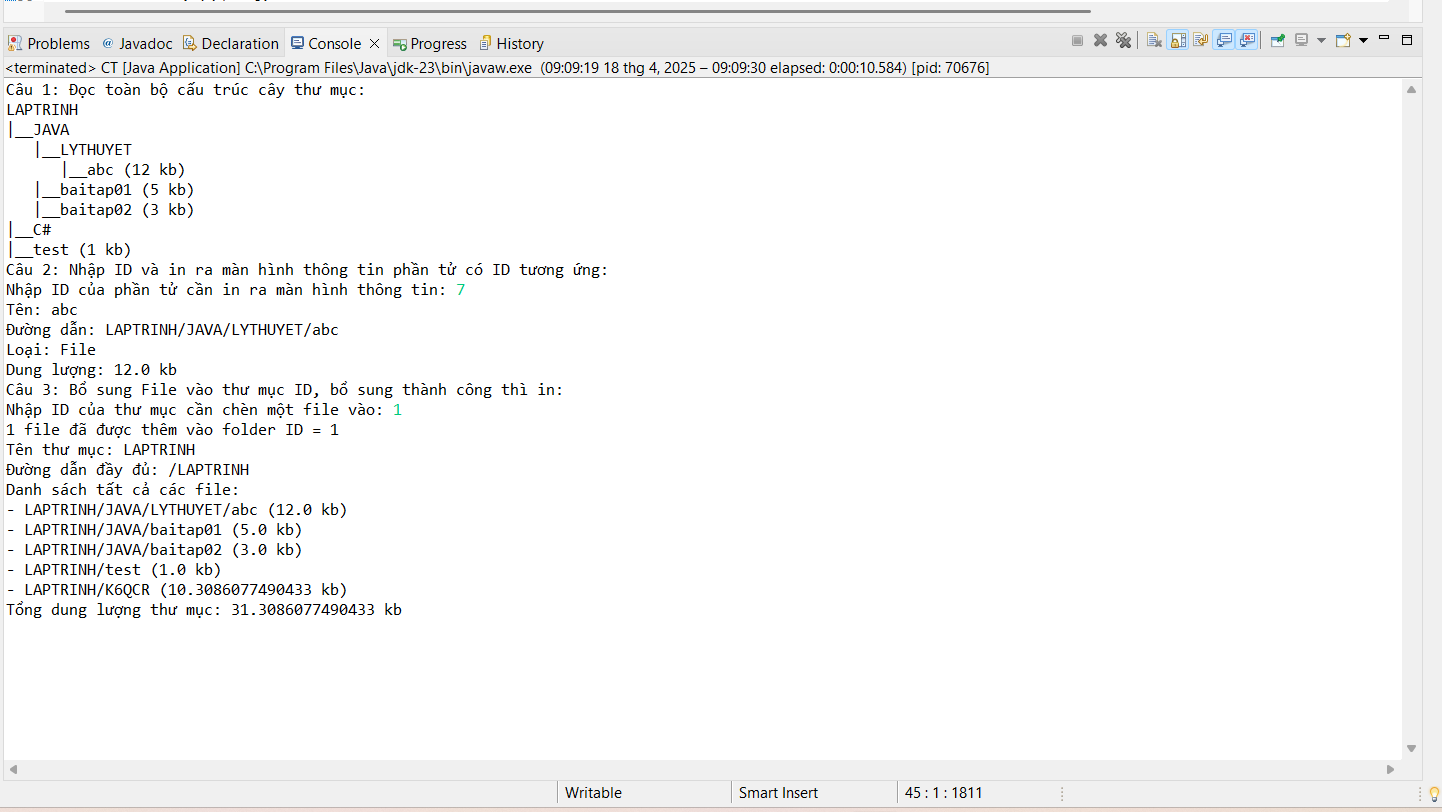 Problems @ Javadoc Declaration Console Progress History
<terminated> CT [Java Application] C:\Program Files\Java\jdk-23\bin\javaw.exe (09:09:19 18 thg 4, 2025 – 09:09:30 elapsed: 0:00:10.584) [pid: 70676]
Câu 1: Đọc toàn bộ cấu trúc cây thư mục:
LAPTRINH
|__JAVA
   |__LYTHUYET
      |__abc (12 kb)
   |__baitap01 (5 kb)
   |__baitap02 (3 kb)
|__C#
|__test (1 kb)
Câu 2: Nhập ID và in ra màn hình thông tin phần tử có ID tương ứng:
Nhập ID của phần tử cần in ra màn hình thông tin: 7
Tên: abc
Đường dẫn: LAPTRINH/JAVA/LYTHUYET/abc
Loại: File
Dung lượng: 12.0 kb
Câu 3: Bổ sung File vào thư mục ID, bổ sung thành công thì in:
Nhập ID của thư mục cần chèn một file vào: 1
1 file đã được thêm vào folder ID = 1
Tên thư mục: LAPTRINH
Đường dẫn đầy đủ: /LAPTRINH
Danh sách tất cả các file:
- LAPTRINH/JAVA/LYTHUYET/abc (12.0 kb)
- LAPTRINH/JAVA/baitap01 (5.0 kb)
- LAPTRINH/JAVA/baitap02 (3.0 kb)
- LAPTRINH/test (1.0 kb)
- LAPTRINH/K6QCR (10.3086077490433 kb)
Tổng dung lượng thư mục: 31.3086077490433 kb
Writable Smart Insert 45 : 1 : 1811